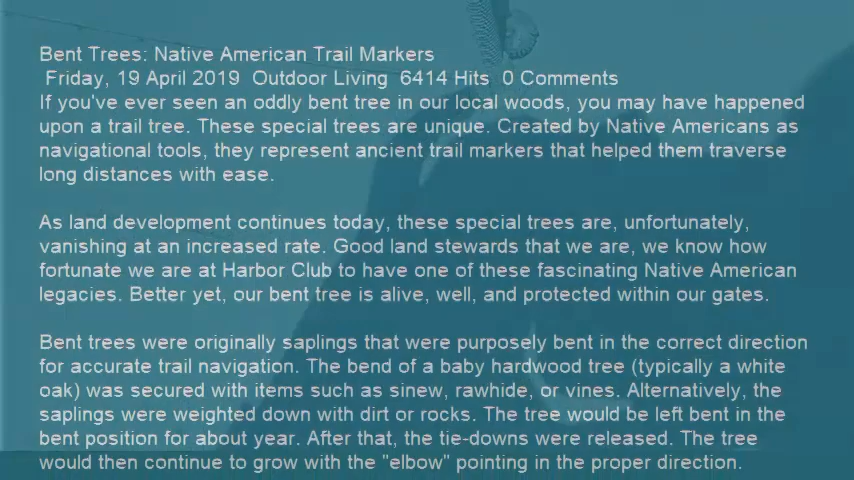 Bent Trees: Native American Trail Markers
Friday, 19 April 2019 Outdoor Living 6414 Hits 0 Comments
If you've ever seen an oddly bent tree in our local woods, you may have happened
upon a trail tree. These special trees are unique. Created by Native Americans as
navigational tools, they represent ancient trail markers that helped them traverse
long distances with ease.
As land development continues today, these special trees are, unfortunately,
vanishing at an increased rate. Good land stewards that we are, we know how
fortunate we are at Harbor Club to have one of these fascinating Native American
legacies. Better yet, our bent tree is alive, well, and protected within our gates.
Bent trees were originally saplings that were purposely bent in the correct direction
for accurate trail navigation. The bend of a baby hardwood tree (typically a white
oak) was secured with items such as sinew, rawhide, or vines. Alternatively, the
saplings were weighted down with dirt or rocks. The tree would be left bent in the
bent position for about year. After that, the tie-downs were released. The tree
would then continue to grow with the "elbow" pointing in the proper direction.